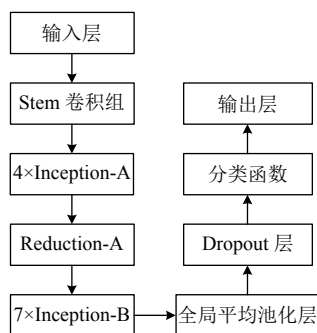 输入层
Stem 卷积组
4×Inception-A
Reduction-A
7×Inception-B
全局平均池化层
Dropout 层
分类函数
输出层